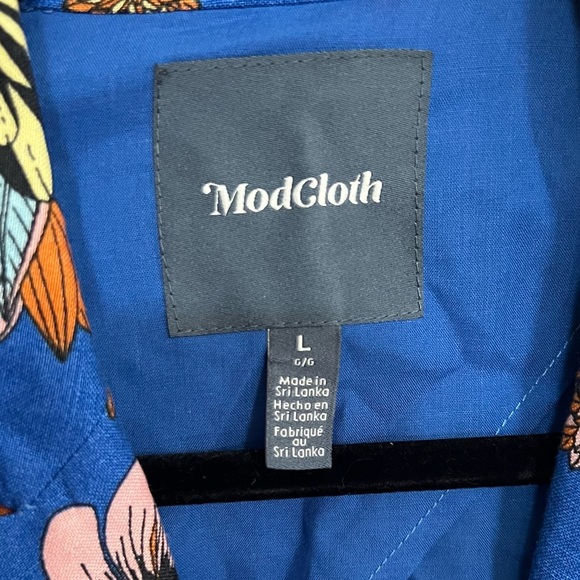 ModCloth
L
G/G
Made in
Sri Lanka
Hecho en
Sri Lanka
Fabriqué
au
Sri Lanka